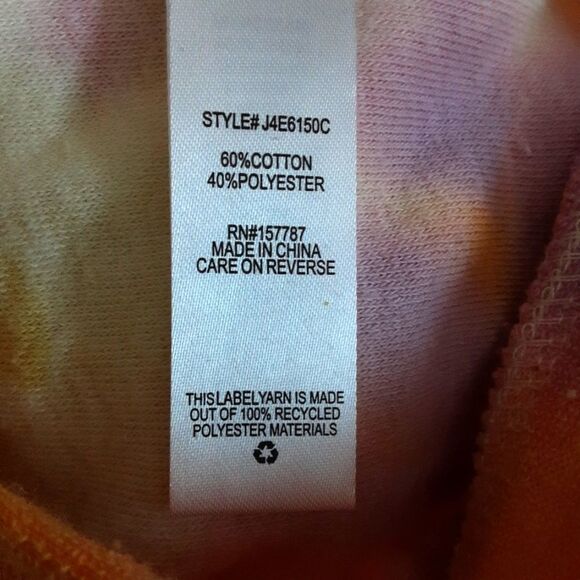 STYLE# J4E6150C
60%COTTON
40%POLYESTER
RN#157787
MADE IN CHINA
CARE ON REVERSE
THIS LABELYARN IS MADE
OUT OF 100% RECYCLED
POLYESTER MATERIALS